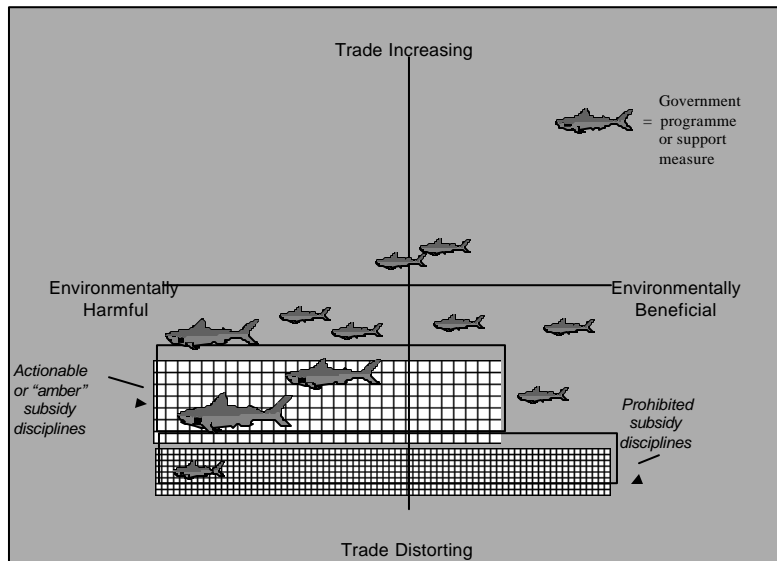 Trade Increasing
Government
= programme
or support
measure
Environmentally
Harmful
Environmentally
Beneficial
Actionable
or “amber”
subsidy
disciplines
Prohibited
subsidy
disciplines
Trade Distorting